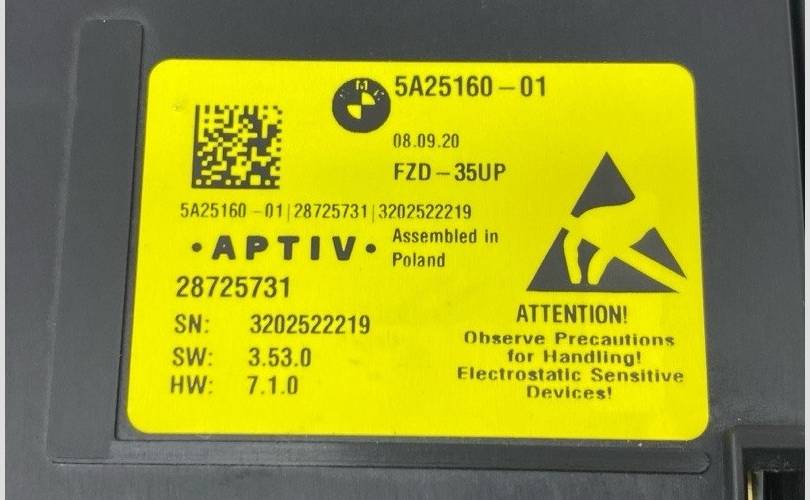 BMW
5A25160-01
08.09.20
FZD-35UP
5A25160-01|28725731|3202522219
• APTIV •
Assembled in
Poland
28725731
SN: 3202522219
SW: 3.53.0
HW: 7.1.0
ATTENTION!
Observe Precautions
for Handling!
Electrostatic Sensitive
Devices!